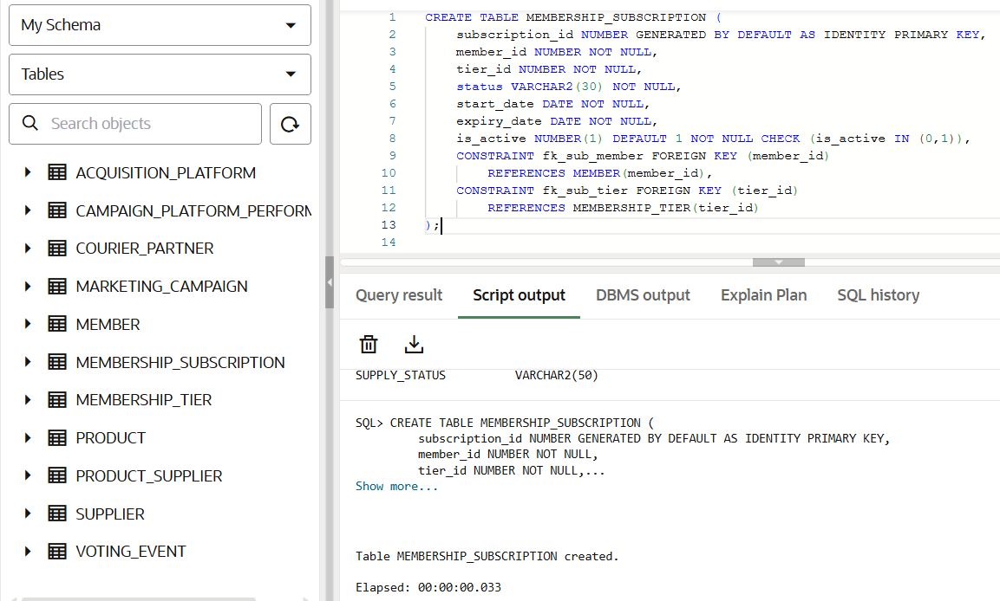 My Schema
Tables
Search objects
ACQUISITION_PLATFORM
CAMPAIGN_PLATFORM_PERFORM
COURIER_PARTNER
MARKETING_CAMPAIGN
MEMBER
MEMBERSHIP_SUBSCRIPTION
MEMBERSHIP_TIER
PRODUCT
PRODUCT_SUPPLIER
SUPPLIER
VOTING_EVENT
1 CREATE TABLE MEMBERSHIP_SUBSCRIPTION (
2 subscription_id NUMBER GENERATED BY DEFAULT AS IDENTITY PRIMARY KEY,
3 member_id NUMBER NOT NULL,
4 tier_id NUMBER NOT NULL,
5 status VARCHAR2(30) NOT NULL,
6 start_date DATE NOT NULL,
7 expiry_date DATE NOT NULL,
8 is_active NUMBER(1) DEFAULT 1 NOT NULL CHECK (is_active IN (0,1)),
9 CONSTRAINT fk_sub_member FOREIGN KEY (member_id)
10 REFERENCES MEMBER(member_id),
11 CONSTRAINT fk_sub_tier FOREIGN KEY (tier_id)
12 REFERENCES MEMBERSHIP_TIER(tier_id)
13 );
14
Query result Script output DBMS output Explain Plan SQL history
SUPPLY_STATUS VARCHAR2(50)
SQL> CREATE TABLE MEMBERSHIP_SUBSCRIPTION (
subscription_id NUMBER GENERATED BY DEFAULT AS IDENTITY PRIMARY KEY,
member_id NUMBER NOT NULL,
tier_id NUMBER NOT NULL,...
Show more...
Table MEMBERSHIP_SUBSCRIPTION created.
Elapsed: 00:00:00.033